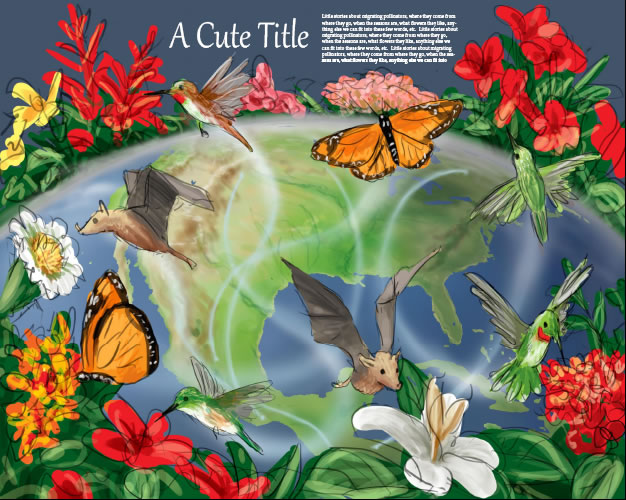 A Cute Title
Little stories about migrating pollinators, where they come from
where they go, when the seasons are, what flowers they like, any-
thing else we can fit into these few words, etc. Little stories about
migrating pollinators, where they come from where they go,
when the seasons are, what flowers they like, anything else we
can fit into these few words, etc. Little stories about migrating
pollinators, where they come from where they go, when the sea-
sons are, what flowers they like, anything else we can fit into